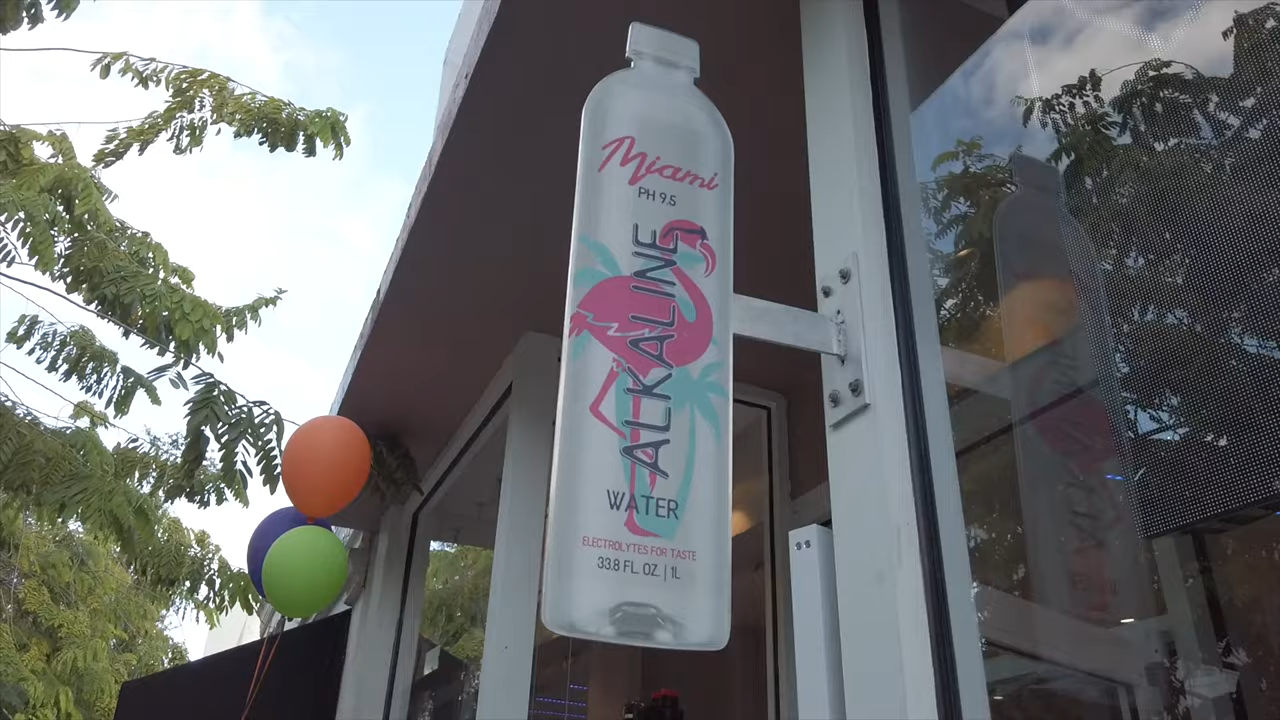 Miami
PH 9.5
ALKALINE
WATER
ELECTROLYTES FOR TASTE
33.8 FL. OZ. | 1L